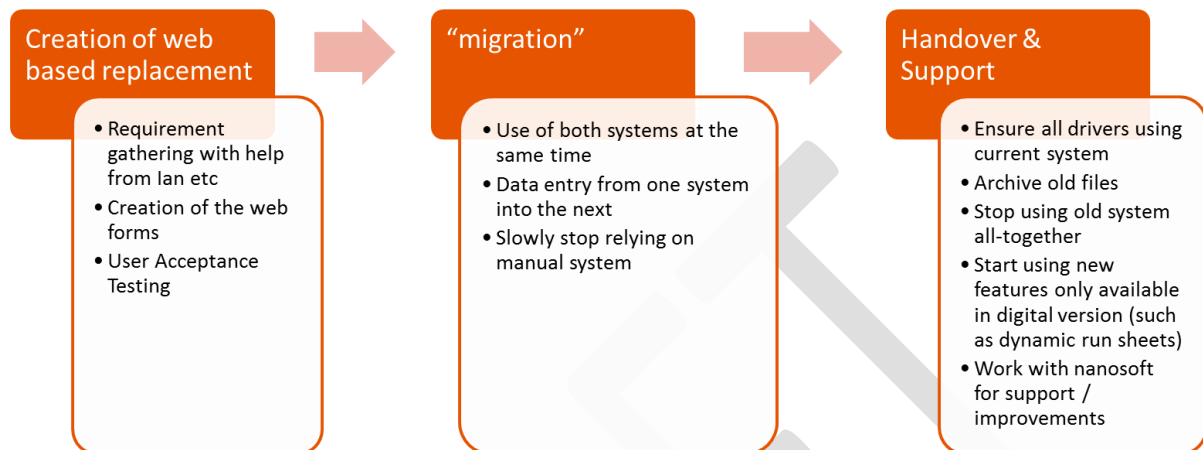 Creation of web
based replacement
• Requirement
gathering with help
from Ian etc
• Creation of the web
forms
• User Acceptance
Testing
“migration”
• Use of both systems at the
same time
• Data entry from one system
into the next
• Slowly stop relying on
manual system
Handover &
Support
• Ensure all drivers using
current system
• Archive old files
• Stop using old system
all-together
• Start using new
features only available
in digital version (such
as dynamic run sheets)
• Work with nanosoft
for support /
improvements